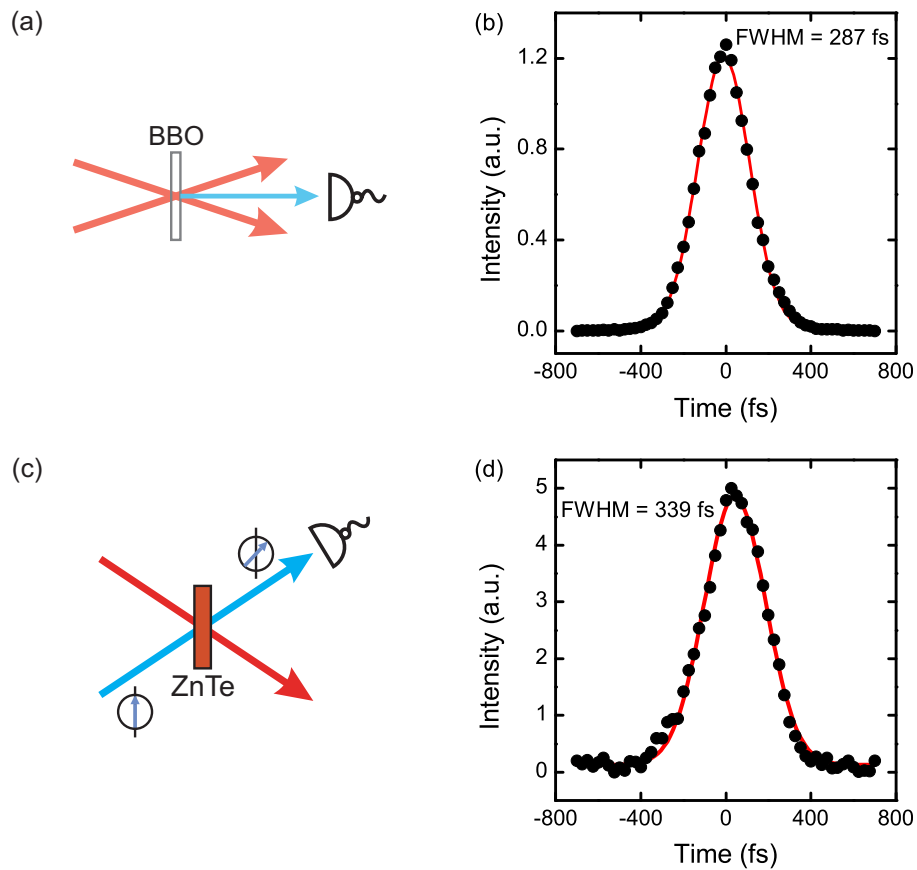 (a)
BBO
(b)
FWHM = 287 fs
1.2
0.8
0.4
0.0
Intensity (a.u.)
-800
-400
0
400
800
Time (fs)
(c)
ZnTe
(d)
FWHM = 339 fs
5
4
3
2
1
0
Intensity (a.u.)
-800
-400
0
400
800
Time (fs)